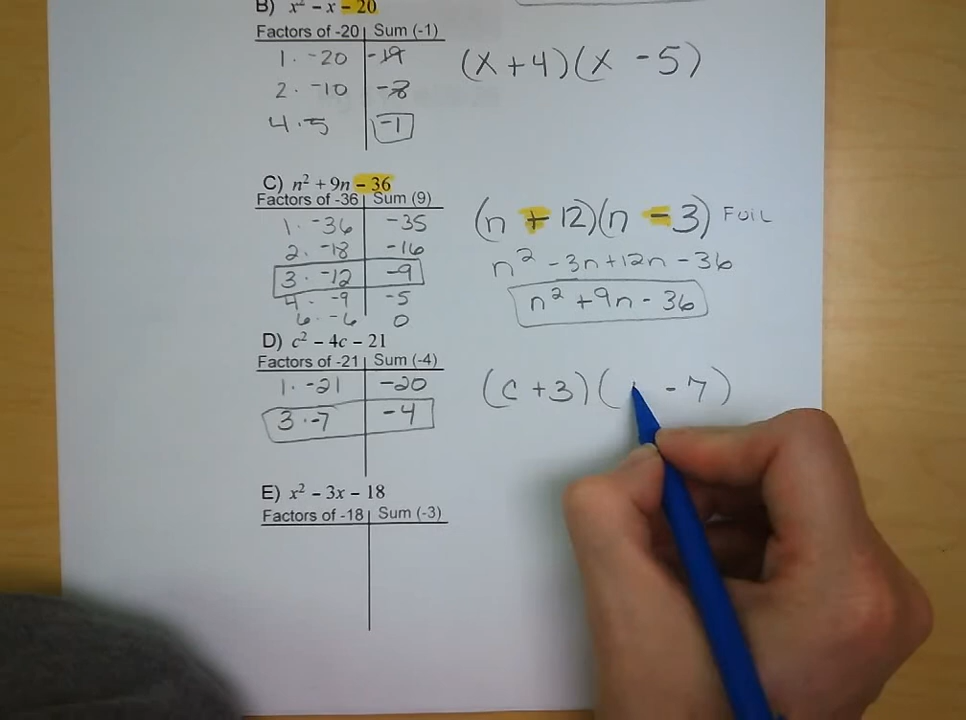 B) x² – x – 20
Factors of -20 Sum (-1)
1 · -20 -19
2 · -10 -8
4 · -5 -1
(x + 4)(x - 5)
C) n² + 9n – 36
Factors of -36 Sum (9)
1 · -36 -35
2 · -18 -16
3 · -12 -9
4 · -9 -5
6 · -6 0
(n + 12)(n - 3) FOIL
n² - 3n + 12n - 36
n² + 9n - 36
D) c² – 4c – 21
Factors of -21 Sum (-4)
1 · -21 -20
3 · -7 -4
(c + 3)( - 7)
E) x² – 3x – 18
Factors of -18 Sum (-3)